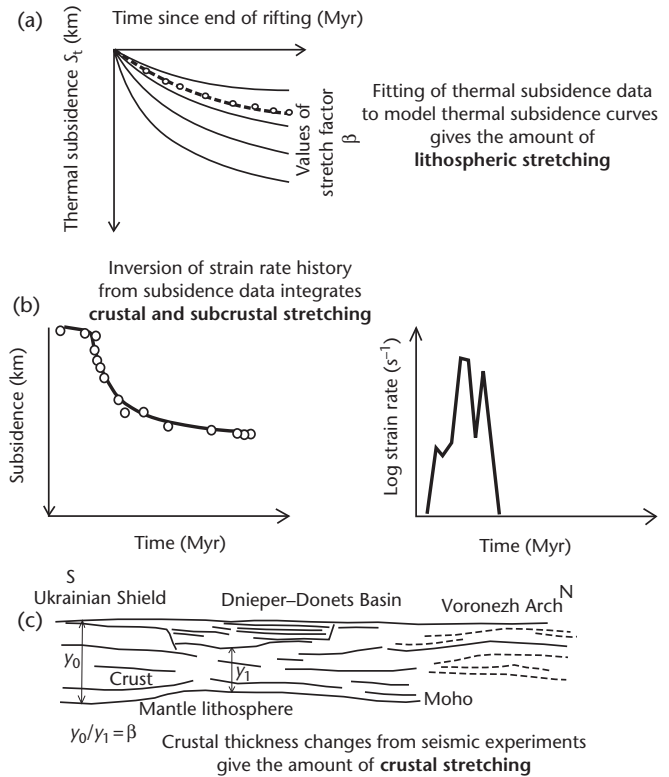 (a)
Time since end of rifting (Myr)
Thermal subsidence Sₜ (km)
Values of
stretch factor
β
Fitting of thermal subsidence data
to model thermal subsidence curves
gives the amount of
lithospheric stretching
Inversion of strain rate history
from subsidence data integrates
crustal and subcrustal stretching
(b)
Subsidence (km)
Time (Myr)
Log strain rate (s⁻¹)
Time (Myr)
S
Ukrainian Shield
Dnieper–Donets Basin
N
Voronezh Arch
(c)
y₀
y₁
Crust
Moho
Mantle lithosphere
y₀/y₁ = β
Crustal thickness changes from seismic experiments
give the amount of crustal stretching